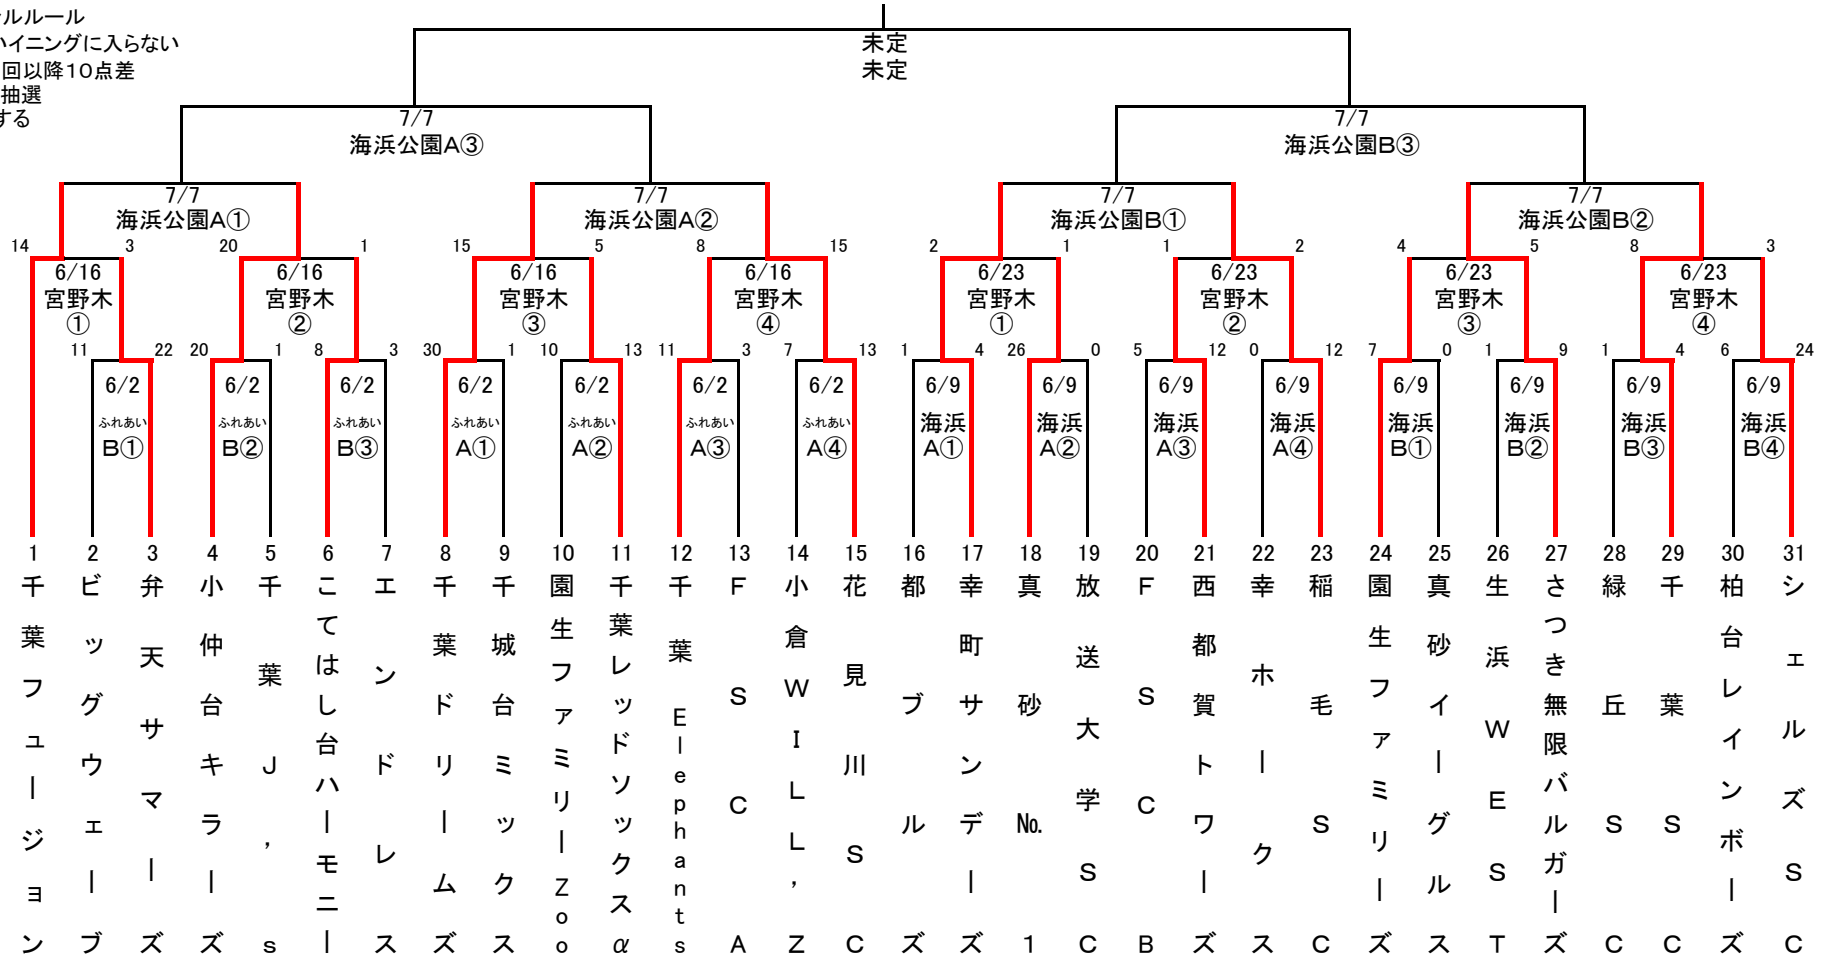 ルルール
ハイニングに入らない
回以降10点差
抽選
する
未定
未定
7/7
海浜公園A③
7/7
海浜公園B③
7/7
海浜公園A①
7/7
海浜公園A②
7/7
海浜公園B①
7/7
海浜公園B②
14 3 20 1 15 5 8 15 2 1 1 2 4 5 8 3
6/16 6/16 6/16 6/16 6/23 6/23 6/23 6/23
宮野木 宮野木 宮野木 宮野木 宮野木 宮野木 宮野木 宮野木
① ② ③ ④ ① ② ③ ④
11 22 20 1 8 3 30 1 10 13 11 3 7 13 1 4 26 0 5 12 0 12 7 0 1 9 1 4 6 24
6/2 6/2 6/2 6/2 6/2 6/2 6/2 6/9 6/9 6/9 6/9 6/9 6/9 6/9 6/9
ふれあい ふれあい ふれあい ふれあい ふれあい ふれあい ふれあい 海浜 海浜 海浜 海浜 海浜 海浜 海浜 海浜
B① B② B③ A① A② A③ A④ A① A② A③ A④ B① B② B③ B④
1 2 3 4 5 6 7 8 9 10 11 12 13 14 15 16 17 18 19 20 21 22 23 24 25 26 27 28 29 30 31
千葉フュージョン
ビッグウェーブ
弁天サマーズ
小仲台キラーズ
千葉J's
こてはし台ハーモニー
エンドレス
千葉ドリームズ
千城台ミックス
園生ファミリーZoo
千葉レッドソックスα
千葉Elephants
FSCA
小倉WILL'Z
花見川SC
都ブルズ
幸町サンデーズ
真砂№1
放送大学SC
FSCB
西都賀トワーズ
幸ホークス
稲毛SC
園生ファミリーズ
真砂イーグルス
生浜WEST
さつき無限バルガーズ
緑丘SC
千葉SC
柏台レインボーズ
シェルズSC